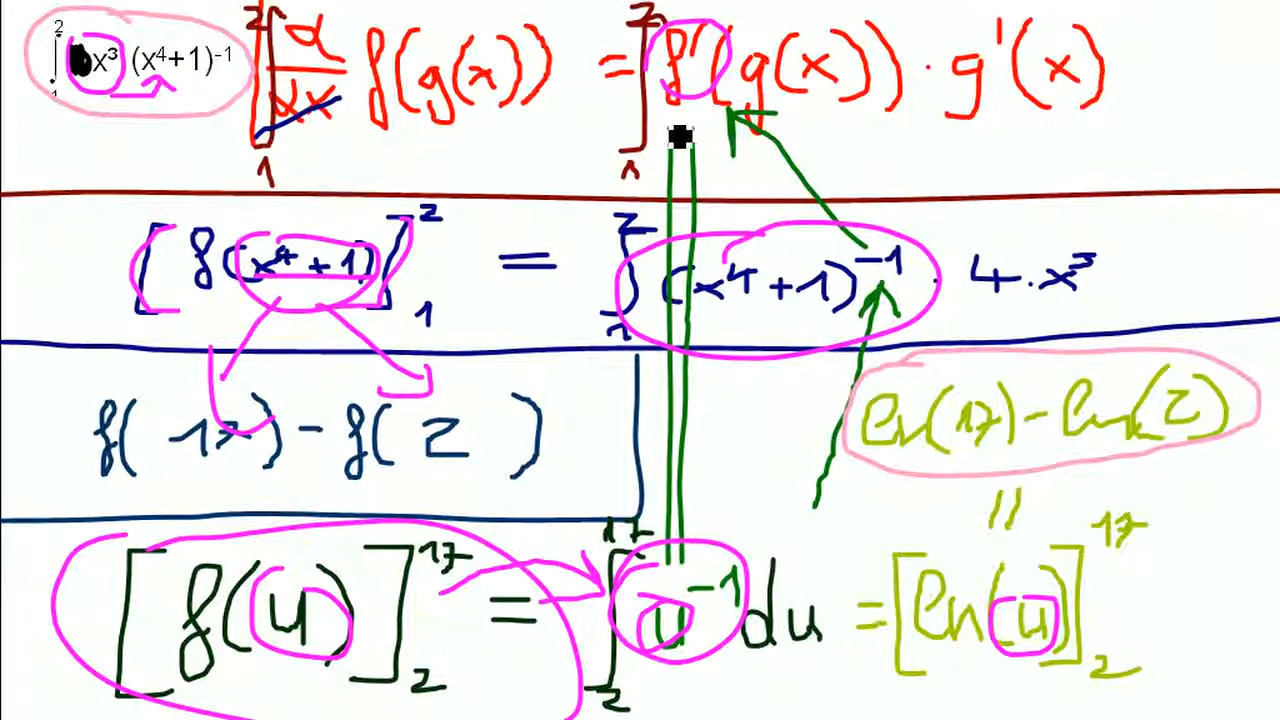 ∫₁² x³ (x⁴+1)⁻¹
∫₁² d/dx f(g(x)) = ∫₁² f'(g(x)) · g'(x)
[f(x⁴+1)]₁² = ∫₁² (x⁴+1)⁻¹ · 4·x³
f(17) - f(2) ln(17) - ln(2)
=
[f(u)]₂¹⁷ = ∫₂¹⁷ u⁻¹ du = [ln(u)]₂¹⁷